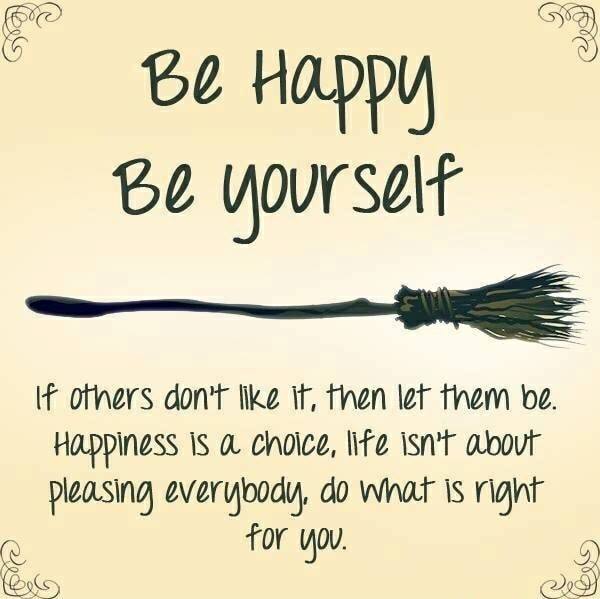 Be Happy
Be yourself
If others don't like it, then let them be.
Happiness is a choice, life isn't about
pleasing everybody, do what is right
for you.